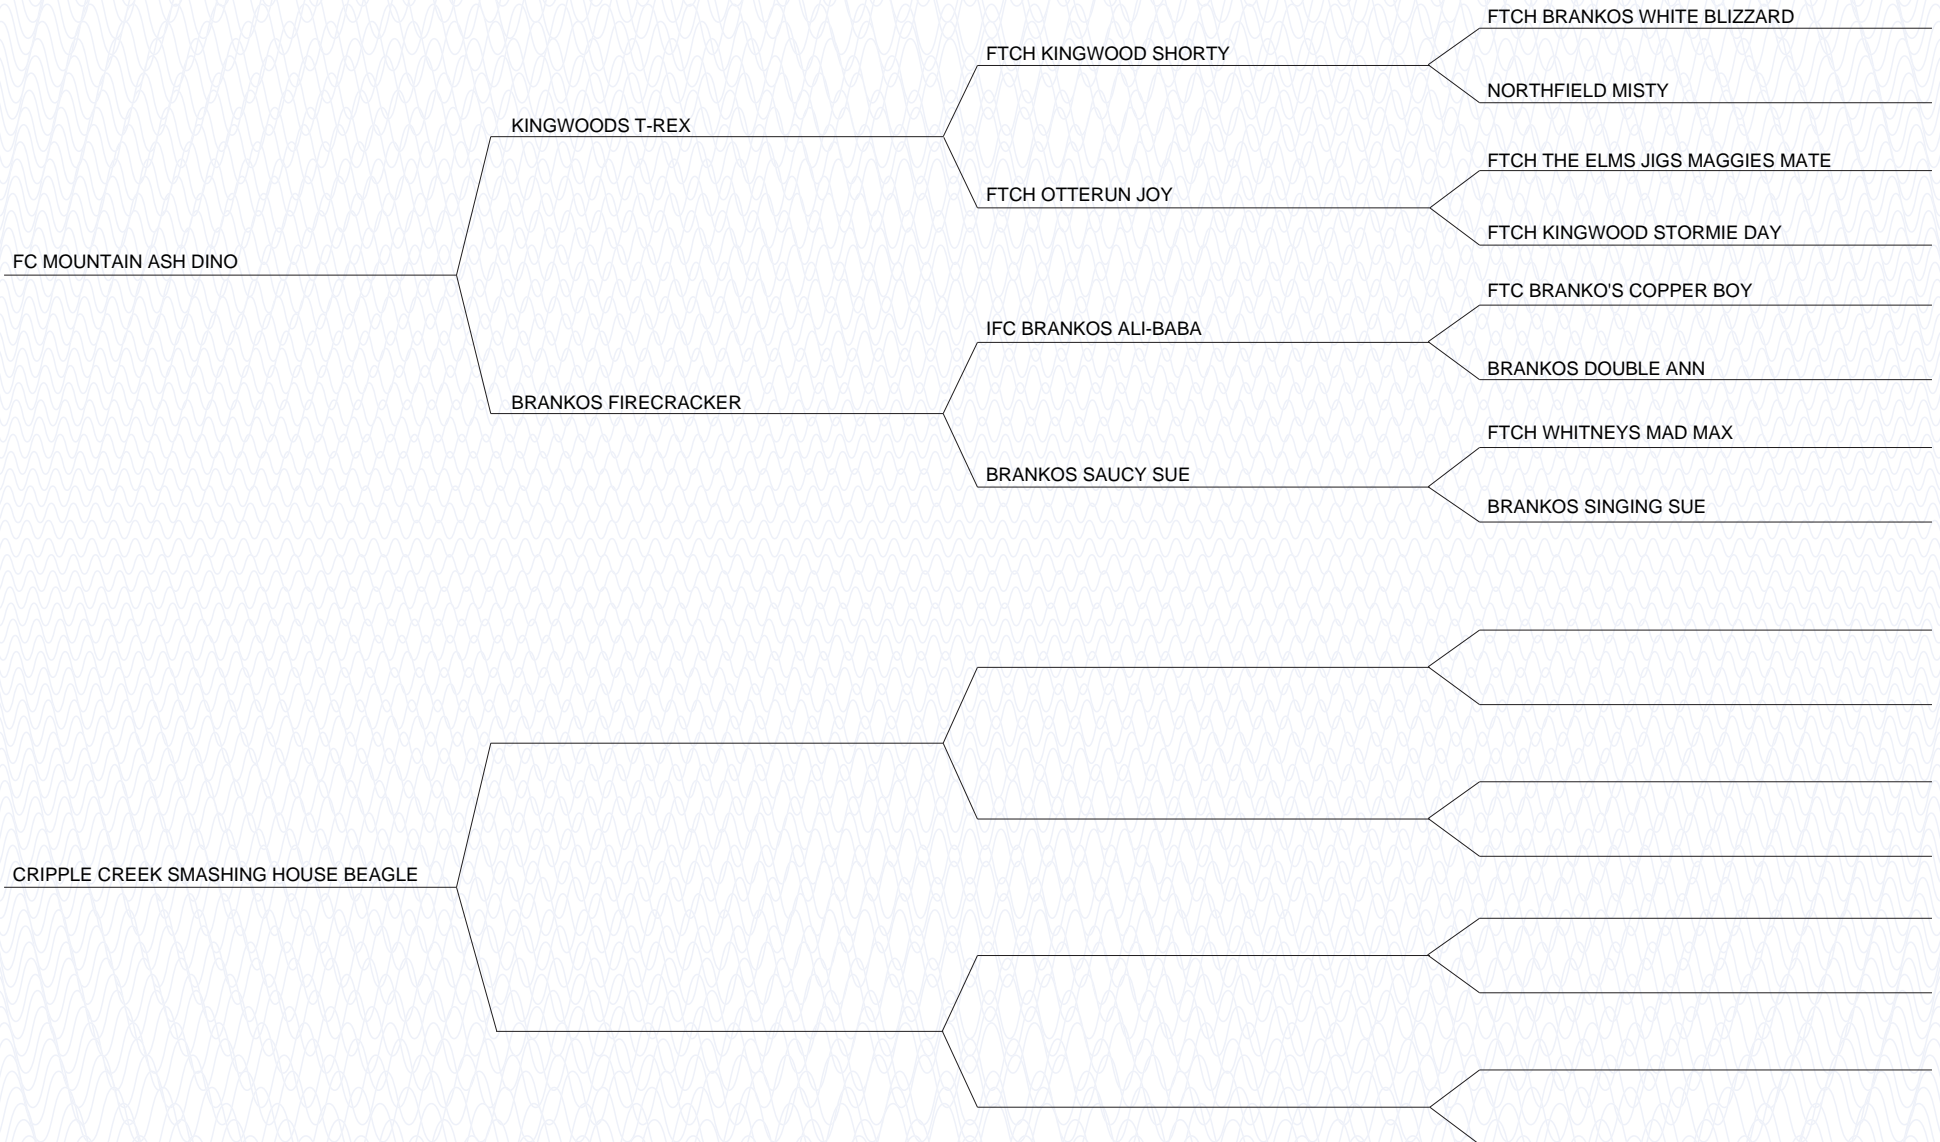 FTCH BRANKOS WHITE BLIZZARD
FTCH KINGWOOD SHORTY
NORTHFIELD MISTY
KINGWOODS T-REX
FTCH THE ELMS JIGS MAGGIES MATE
FTCH OTTERUN JOY
FTCH KINGWOOD STORMIE DAY
FC MOUNTAIN ASH DINO
FTC BRANKO'S COPPER BOY
IFC BRANKOS ALI-BABA
BRANKOS DOUBLE ANN
BRANKOS FIRECRACKER
FTCH WHITNEYS MAD MAX
BRANKOS SAUCY SUE
BRANKOS SINGING SUE
CRIPPLE CREEK SMASHING HOUSE BEAGLE